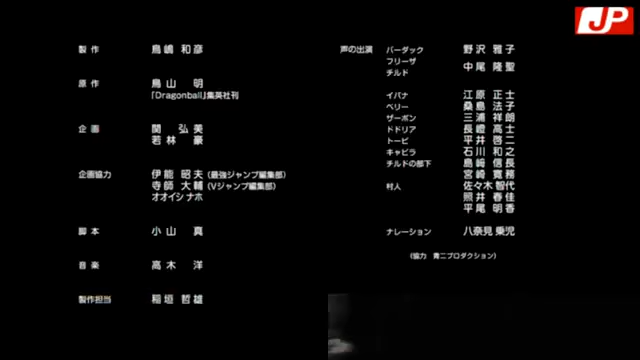 JP
製作 鳥嶋 和彦
原作 鳥山 明
「Dragonball」集英社刊
企画 関 弘美
若林 豪
企画協力 伊能 昭夫(最強ジャンプ編集部)
寺師 大輔(Vジャンプ編集部)
オオイシナホ
脚本 小山 真
音楽 高木 洋
製作担当 稲垣 哲雄
声の出演 バーダック 野沢 雅子
フリーザ
チルド 中尾 隆聖
イパナ 江原 正士
ベリー 桑島 法子
ザーボン 三浦 祥朗
ドドリア 長嶝 高士
トービ 平井 啓二
キャビラ 石川 和之
チルドの部下 島﨑 信長
宮崎 寛務
村人 佐々木 智代
照井 春佳
平尾 明香
ナレーション 八奈見 乗児
(協力 青二プロダクション)